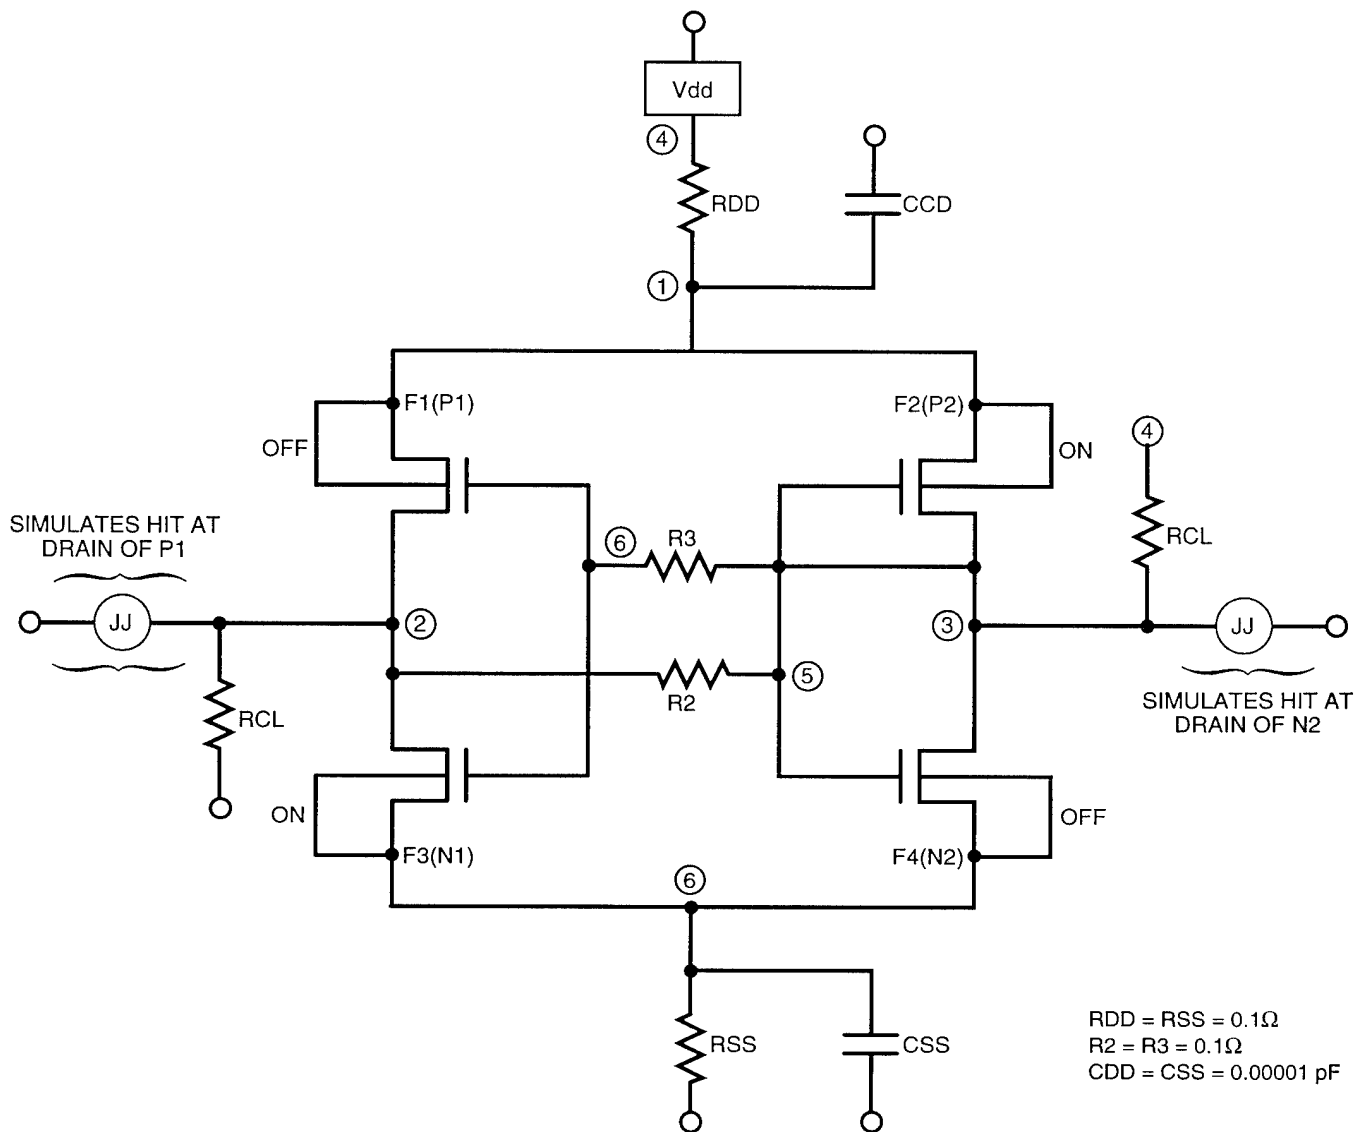 Vdd
4
RDD
CCD
1
F1(P1)
F2(P2)
OFF
ON
4
SIMULATES HIT AT
DRAIN OF P1
6
R3
RCL
JJ
2
3
JJ
R2
5
RCL
SIMULATES HIT AT
DRAIN OF N2
ON
OFF
F3(N1)
F4(N2)
6
RSS
CSS
RDD = RSS = 0.1Ω
R2 = R3 = 0.1Ω
CDD = CSS = 0.00001 pF